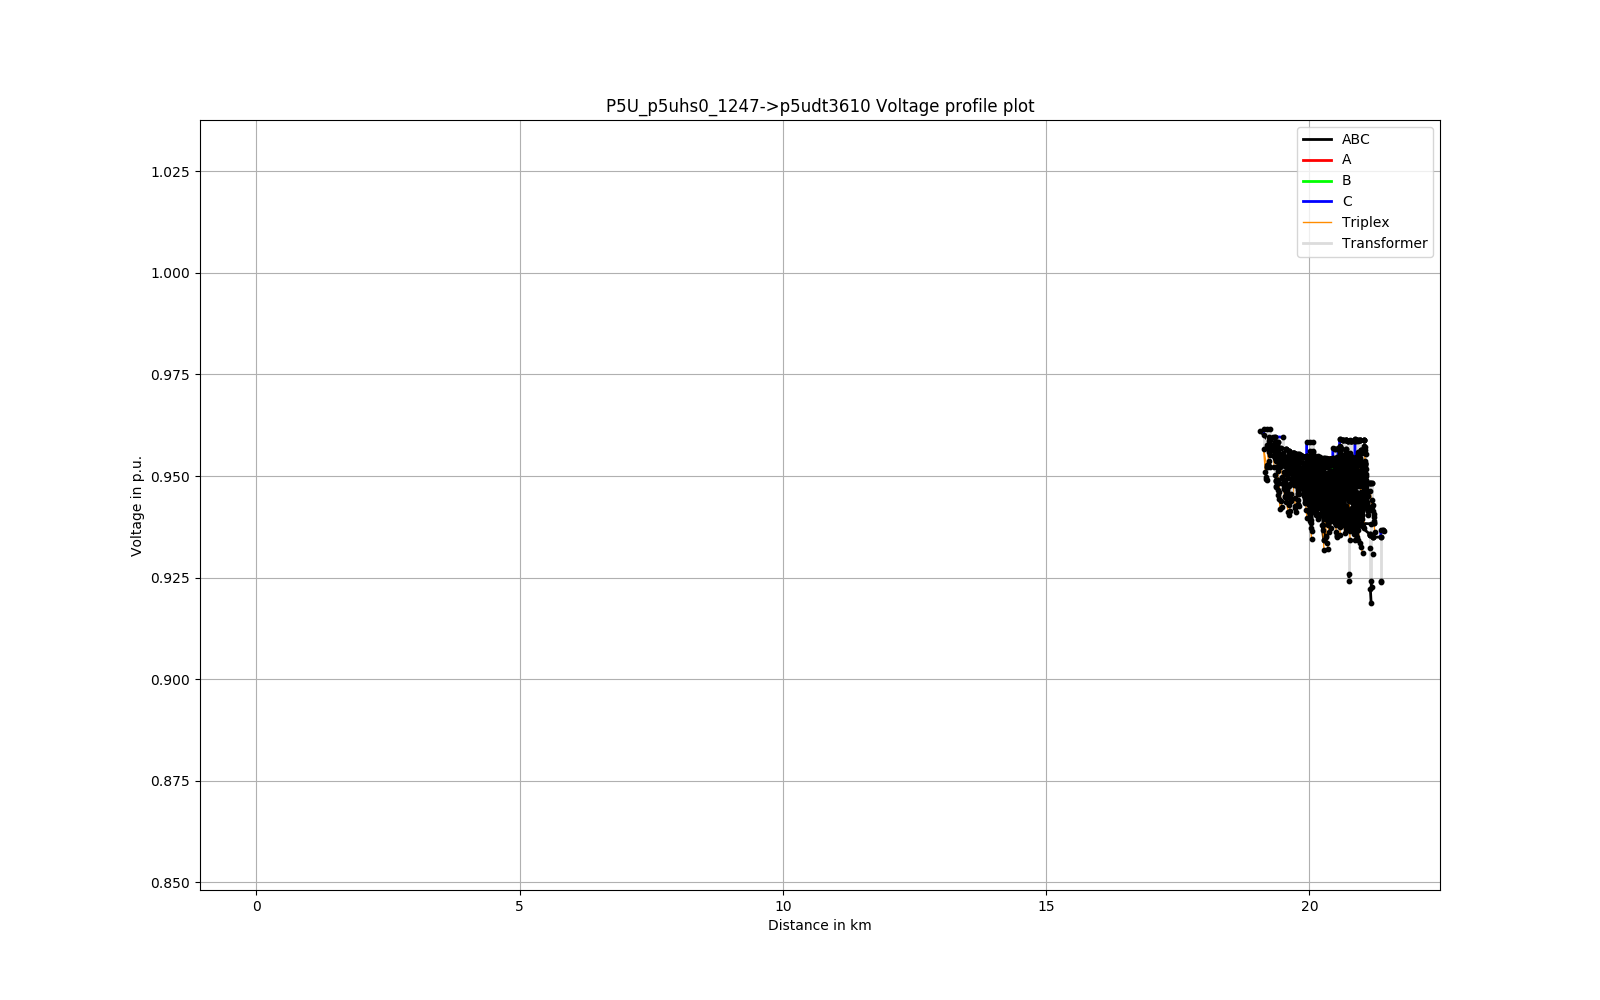 P5U_p5uhs0_1247->p5udt3610 Voltage profile plot
ABC
A
B
C
Triplex
Transformer
1.025
1.000
0.975
0.950
0.925
0.900
0.875
0.850
Voltage in p.u.
0 5 10 15 20
Distance in km